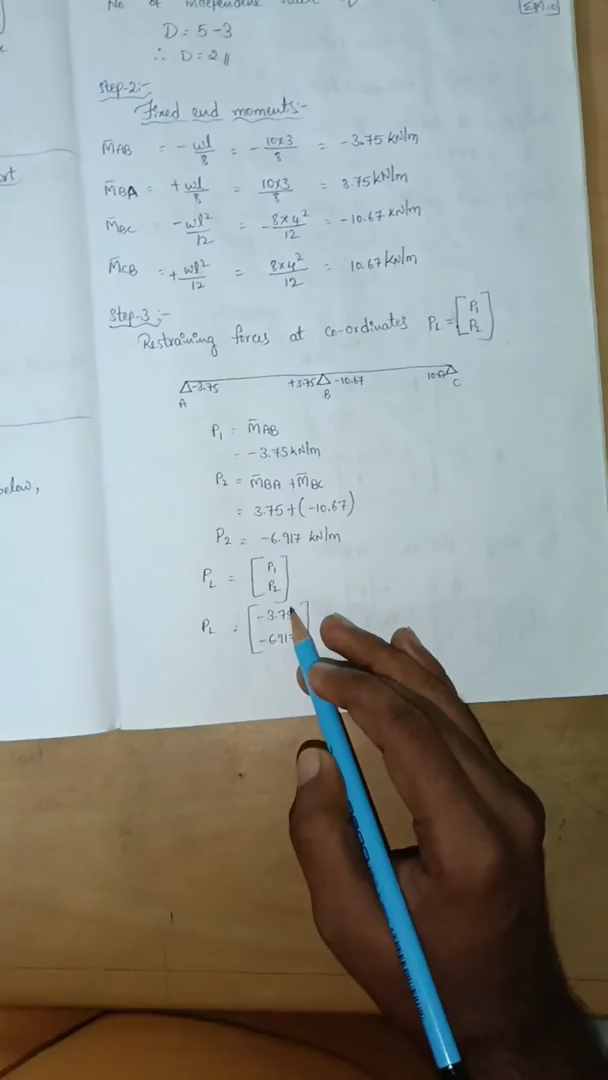 No of independent
D = 5 - 3
∴ D = 2 //
Step-2:-
Fixed end moments:-
M̄AB = - wl/8 = - 10×3/8 = -3.75 kN/m
M̄BA = + wl/8 = 10×3/8 = 3.75 kN/m
M̄BC - wl²/12 = - 8×4²/12 = -10.67 kN/m
M̄CB = + wl²/12 = 8×4²/12 = 10.67 kN/m
Step-3:-
Restraining forces at co-ordinates PL = [P1 P2]
-3.75 +3.75 -10.67 10.67
A B C
P1 = M̄AB
= -3.75 kN/m
P2 = M̄BA + M̄BC
below,
= 3.75 + (-10.67)
P2 = -6.917 kN/m
PL = [P1 P2]
PL = [-3.75 -6.917]